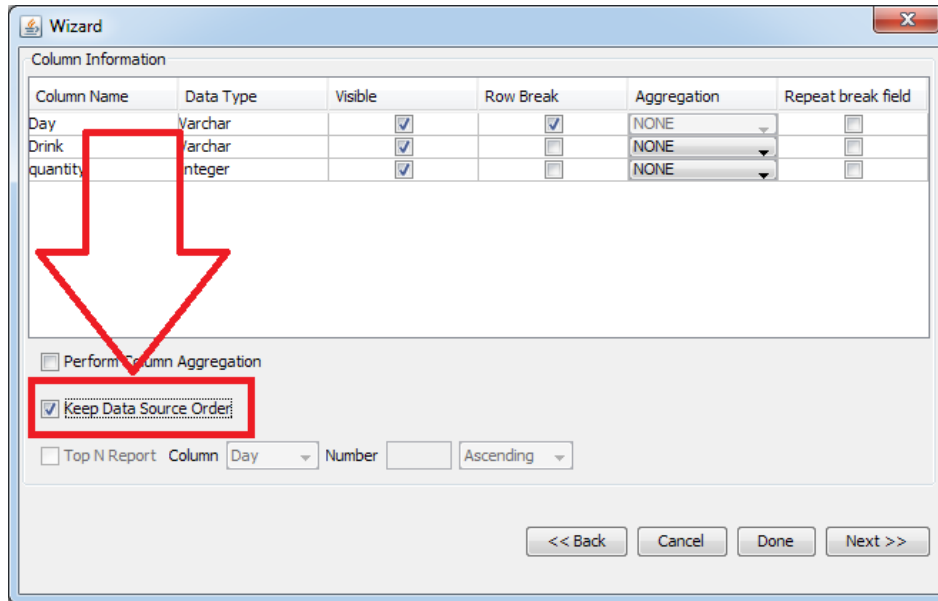 Wizard
Column Information
Column Name Data Type Visible Row Break Aggregation Repeat break field
Day Varchar NONE
Drink Varchar NONE
quantity Integer NONE
Perform Column Aggregation
Keep Data Source Order
Top N Report Column Day Number Ascending
<< Back Cancel Done Next >>